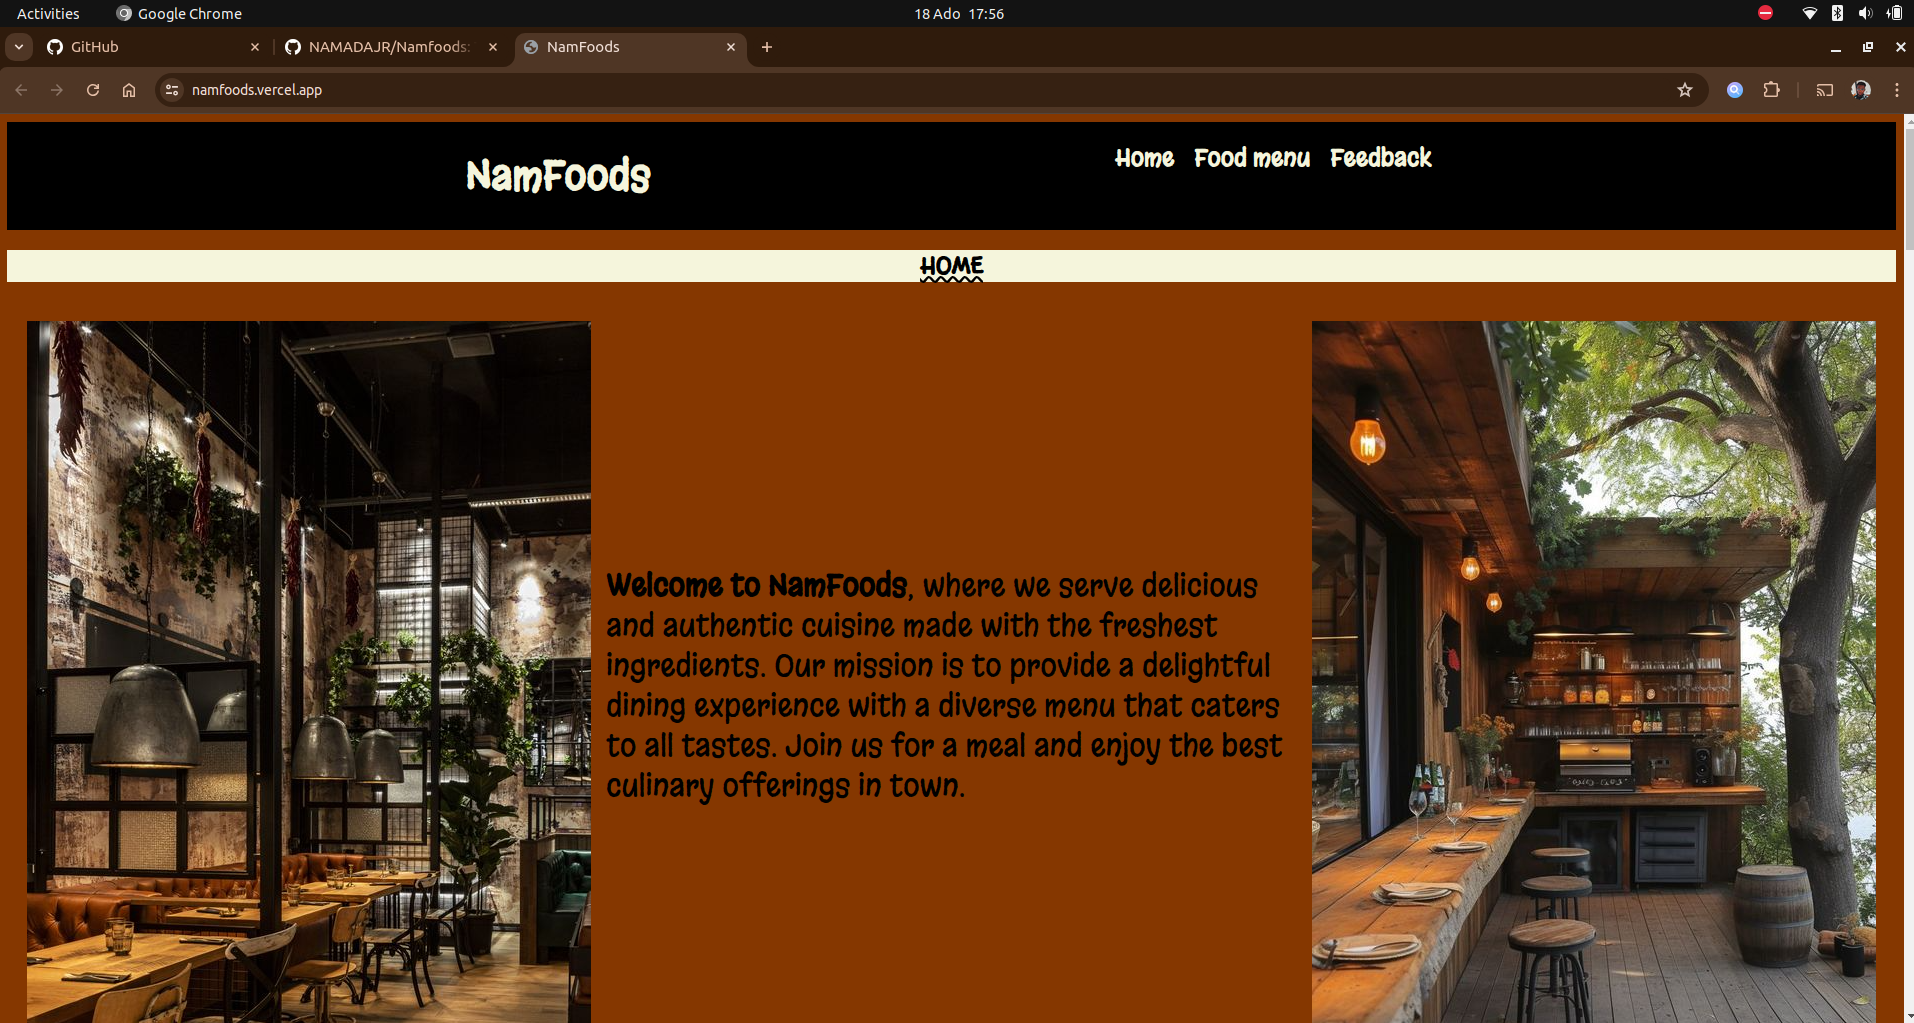 Activities
Google Chrome
18 Ado 17:56
GitHub
NAMADAJR/Namfoods:
NamFoods
namfoods.vercel.app
NamFoods
Home Food menu Feedback
HOME
Welcome to NamFoods, where we serve delicious
and authentic cuisine made with the freshest
ingredients. Our mission is to provide a delightful
dining experience with a diverse menu that caters
to all tastes. Join us for a meal and enjoy the best
culinary offerings in town.